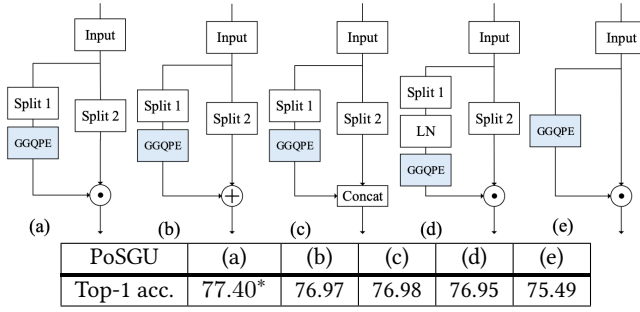 Input Input Input Input Input
Split 1 Split 2 GGQPE
Split 1 Split 2 GGQPE
Split 1 Split 2 GGQPE Concat
Split 1 LN Split 2 GGQPE
GGQPE
(a) (b) (c) (d) (e)
PoSGU (a) (b) (c) (d) (e)
Top-1 acc. 77.40* 76.97 76.98 76.95 75.49